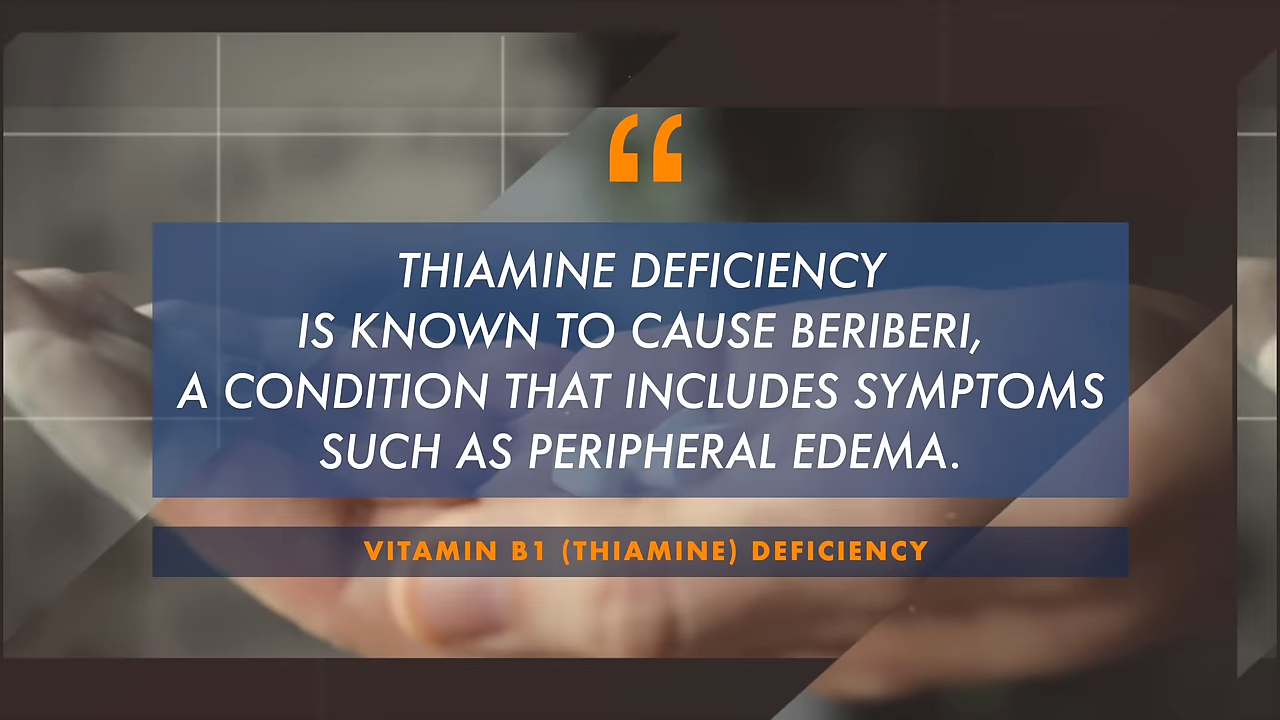 “
THIAMINE DEFICIENCY
IS KNOWN TO CAUSE BERIBERI,
A CONDITION THAT INCLUDES SYMPTOMS
SUCH AS PERIPHERAL EDEMA.
VITAMIN B1 (THIAMINE) DEFICIENCY